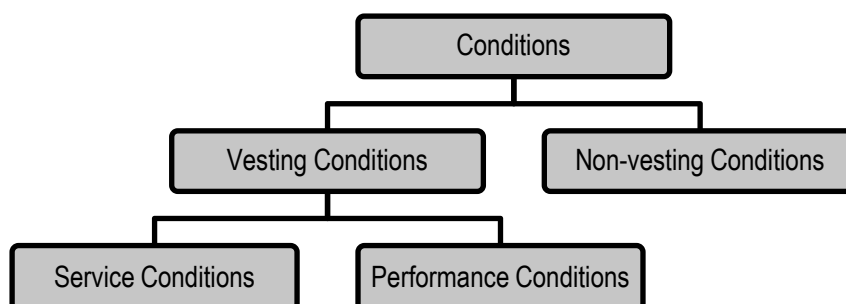 Conditions
Vesting Conditions
Non-vesting Conditions
Service Conditions
Performance Conditions